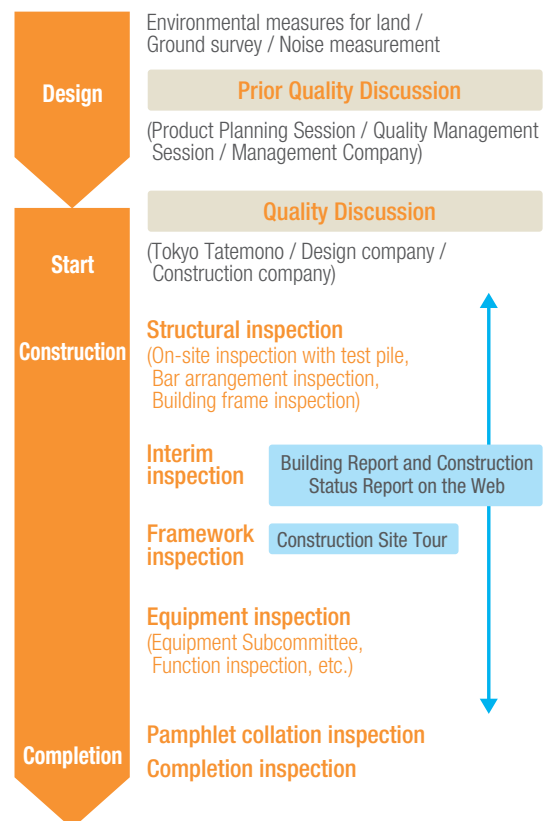 Environmental measures for land /
Ground survey / Noise measurement
Design
Prior Quality Discussion
(Product Planning Session / Quality Management
Session / Management Company)
Quality Discussion
Start
(Tokyo Tatemono / Design company /
Construction company)
Construction
Structural inspection
(On-site inspection with test pile,
Bar arrangement inspection,
Building frame inspection)
Interim
inspection
Building Report and Construction
Status Report on the Web
Framework
inspection
Construction Site Tour
Equipment inspection
(Equipment Subcommittee,
Function inspection, etc.)
Completion
Pamphlet collation inspection
Completion inspection